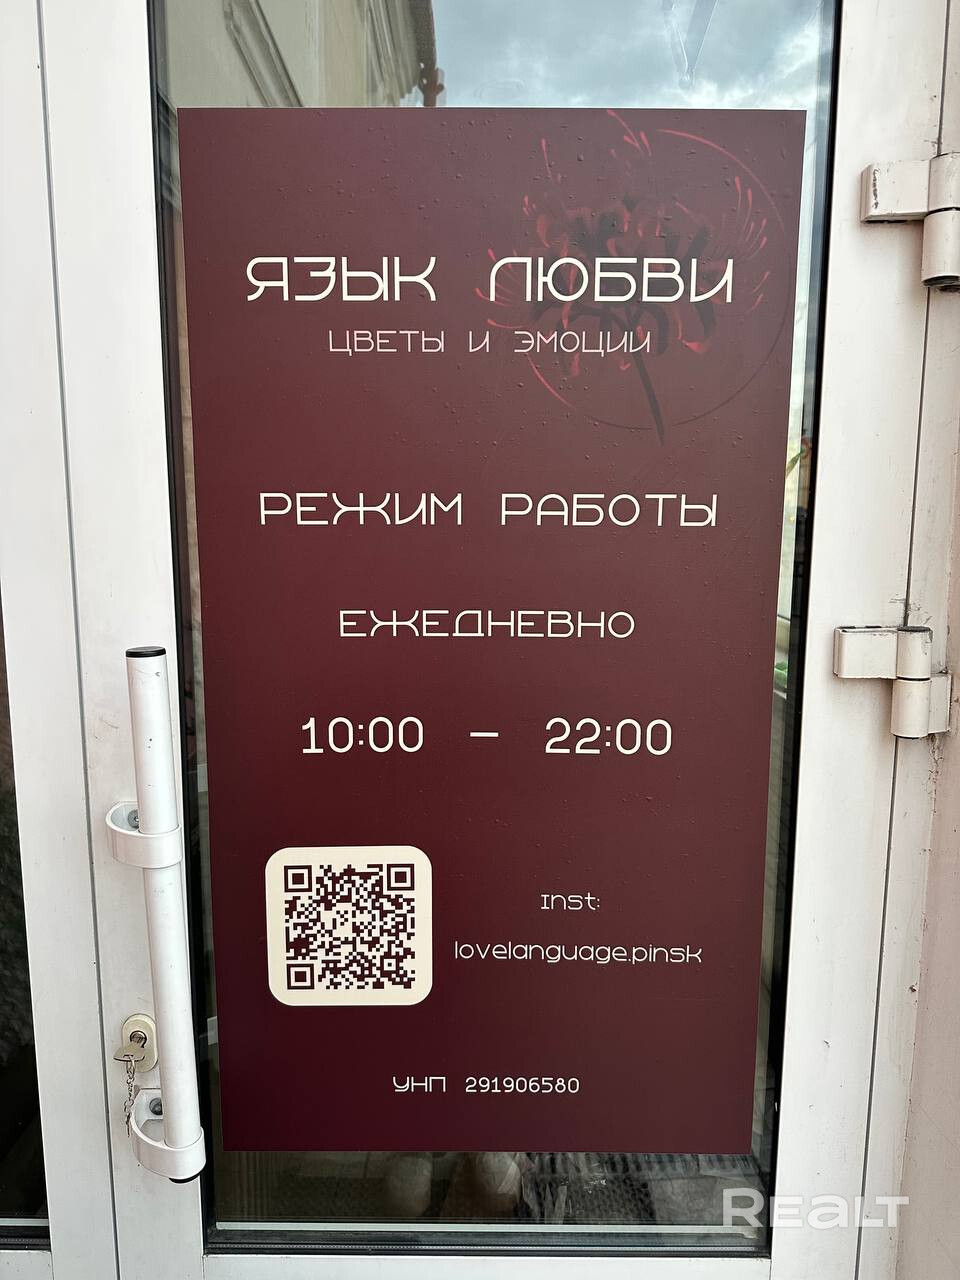 ЯЗЫК ЛЮБВИ
ЦВЕТЫ И ЭМОЦИИ
РЕЖИМ РАБОТЫ
ЕЖЕДНЕВНО
10:00 – 22:00
Inst:
lovelanguage.pinsk
УНП 291906580
REALT